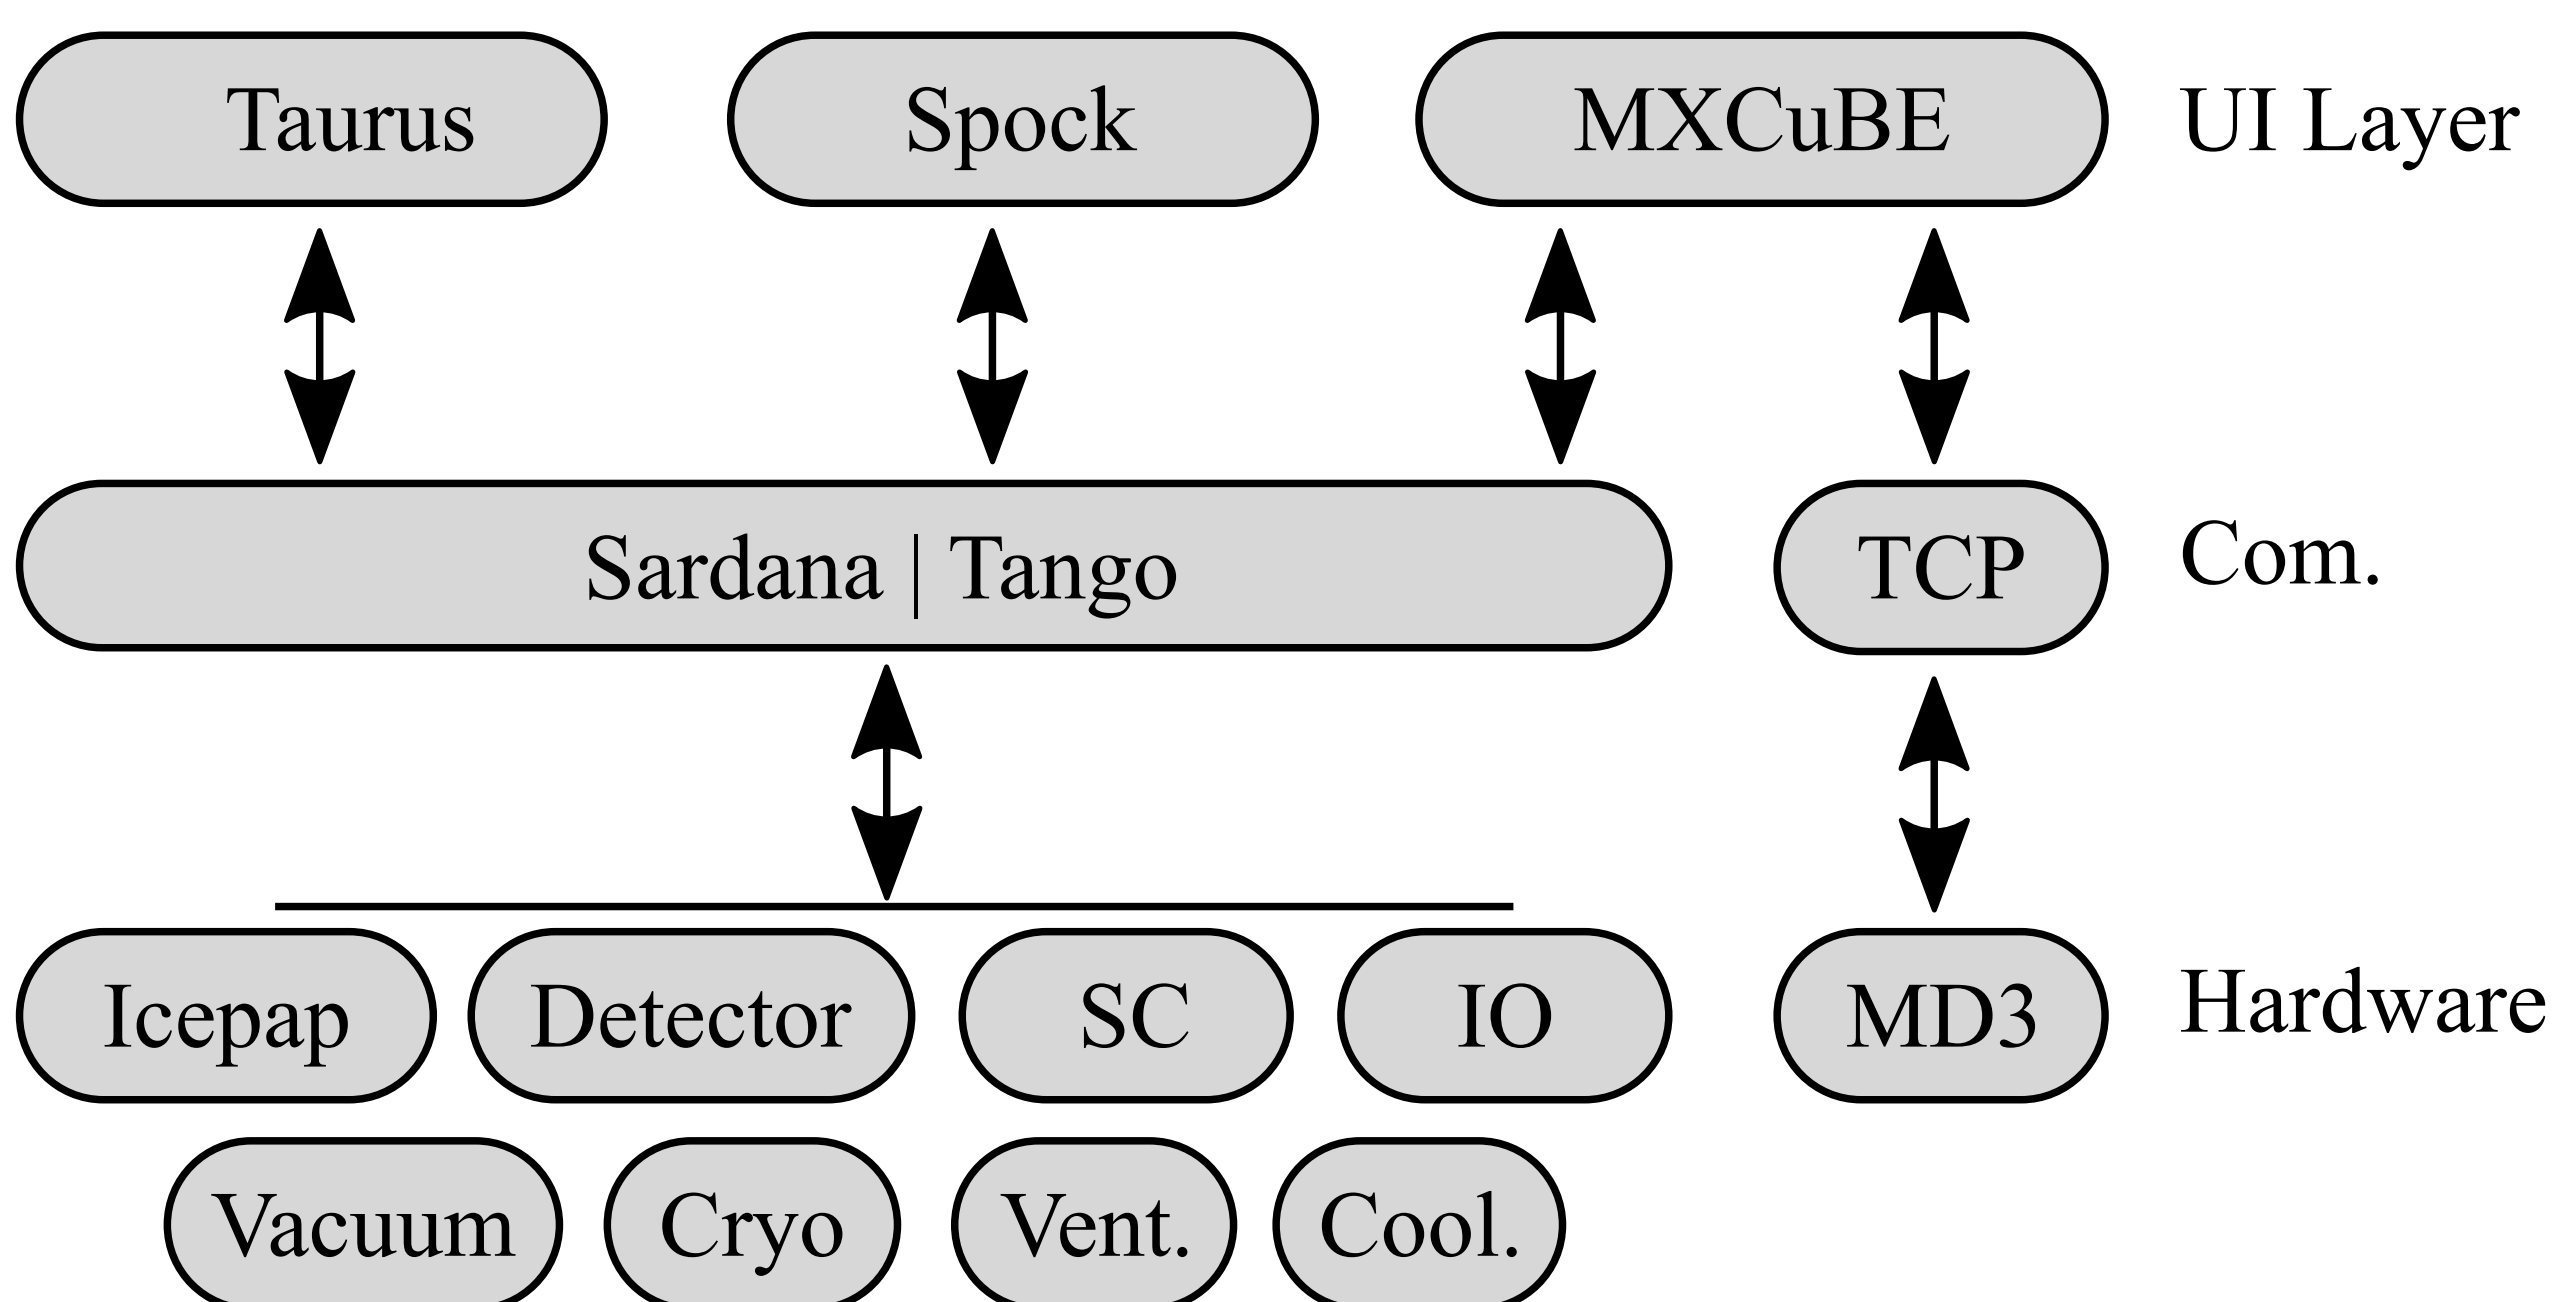 Taurus
Spock
MXCuBE
UI Layer
Sardana | Tango
TCP
Com.
Icepap
Detector
SC
IO
MD3
Hardware
Vacuum
Cryo
Vent.
Cool.